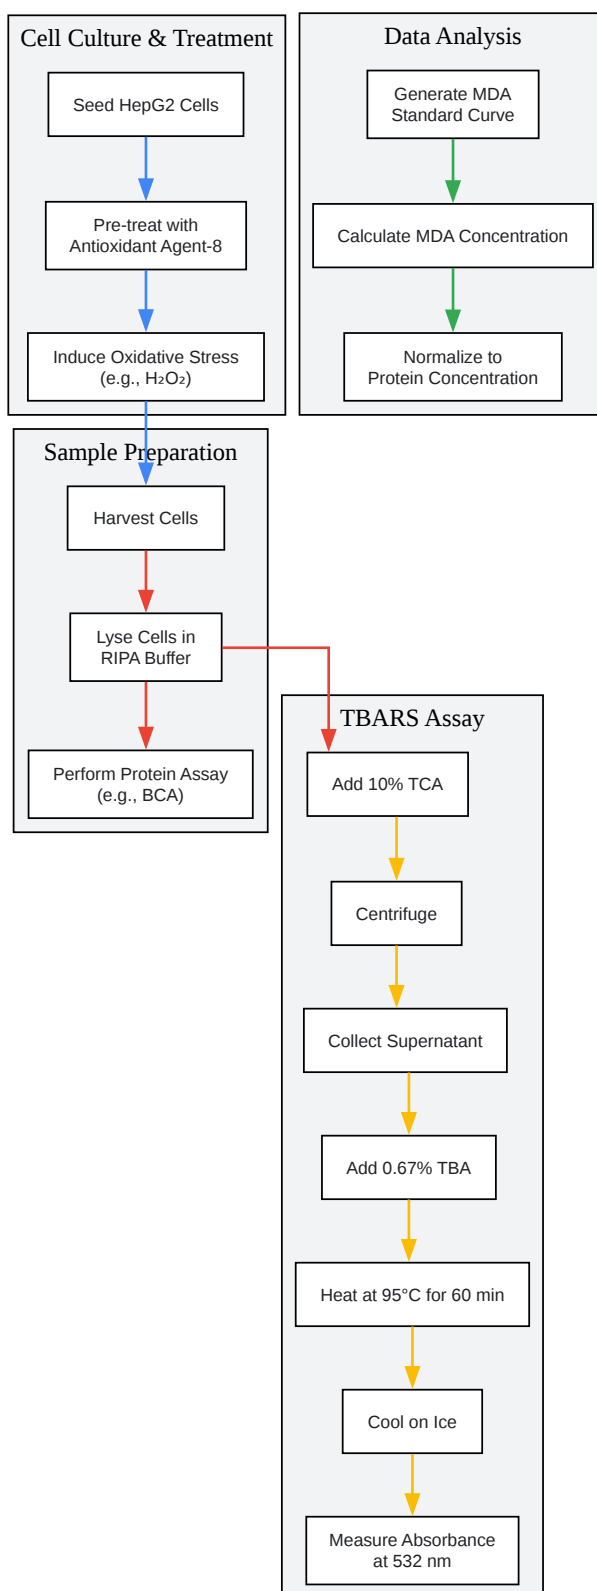 Cell Culture & Treatment
Seed HepG2 Cells
Pre-treat with
Antioxidant Agent-8
Induce Oxidative Stress
(e.g., H₂O₂)
Data Analysis
Generate MDA
Standard Curve
Calculate MDA Concentration
Normalize to
Protein Concentration
Sample Preparation
Harvest Cells
Lyse Cells in
RIPA Buffer
Perform Protein Assay
(e.g., BCA)
TBARS Assay
Add 10% TCA
Centrifuge
Collect Supernatant
Add 0.67% TBA
Heat at 95°C for 60 min
Cool on Ice
Measure Absorbance
at 532 nm